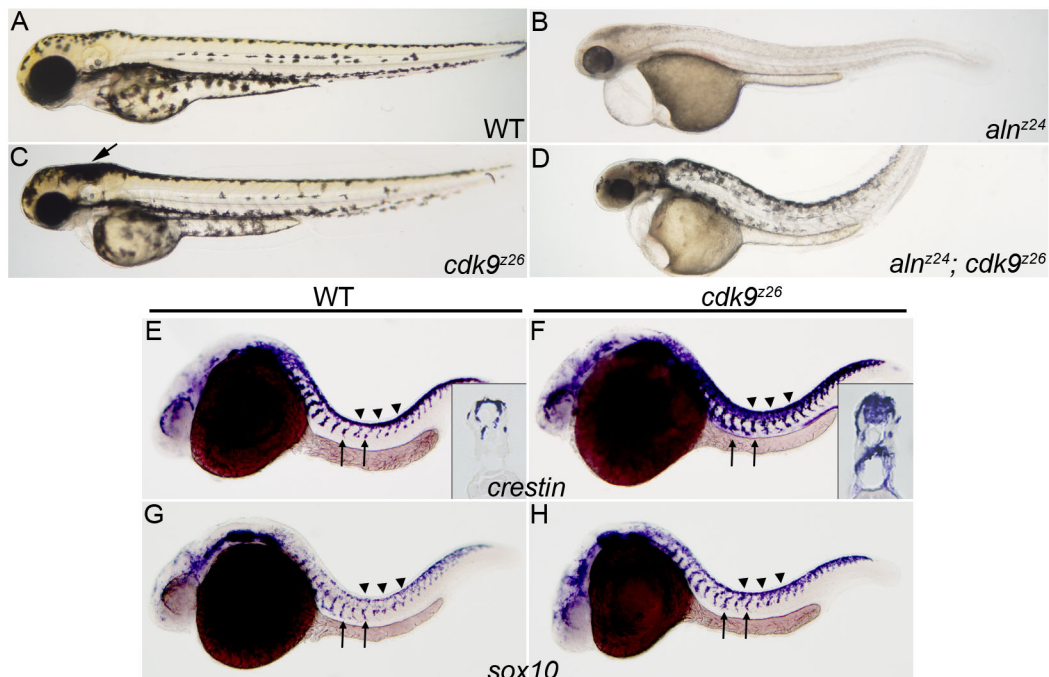 A
WT
B
aln^z24
C
cdk9^z26
D
aln^z24; cdk9^z26
WT
cdk9^z26
E
F
crestin
G
H
sox10